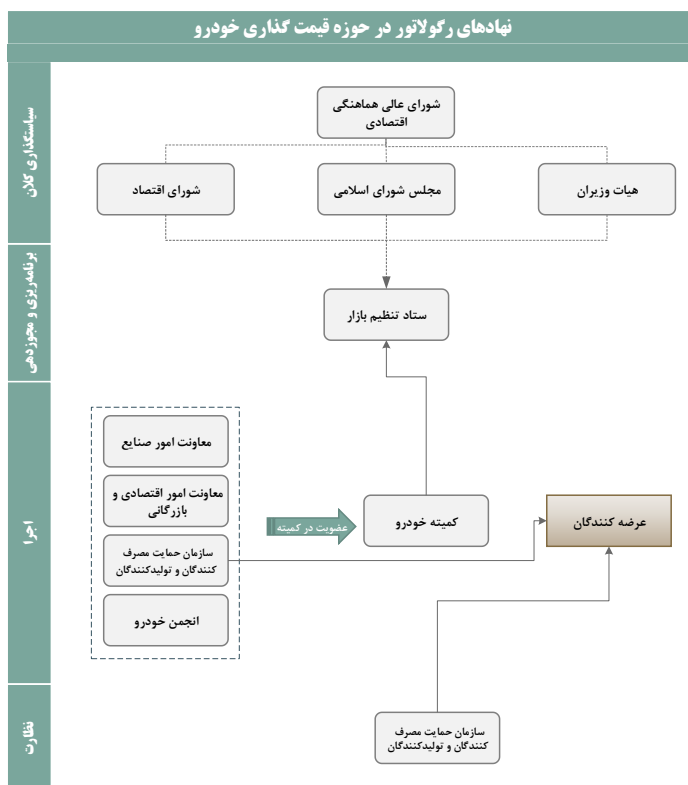 نهادهای رگولاتور در حوزه قیمت گذاری خودرو
سیاستگذاری کلان
شورای عالی هماهنگی
اقتصادی
هیات وزیران
مجلس شورای اسلامی
شورای اقتصاد
برنامه‌ریزی و مجوزدهی
ستاد تنظیم بازار
اجرا
معاونت امور صنایع
معاونت امور اقتصادی و
بازرگانی
سازمان حمایت مصرف
کنندگان و تولیدکنندگان
انجمن خودرو
عضویت در کمیته
کمیته خودرو
عرضه کنندگان
نظارت
سازمان حمایت مصرف
کنندگان و تولیدکنندگان